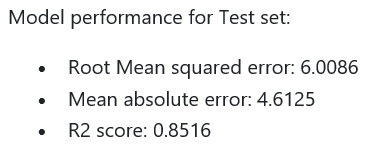 Model performance for Test set:
• Root Mean squared error: 6.0086
• Mean absolute error: 4.6125
• R2 score: 0.8516